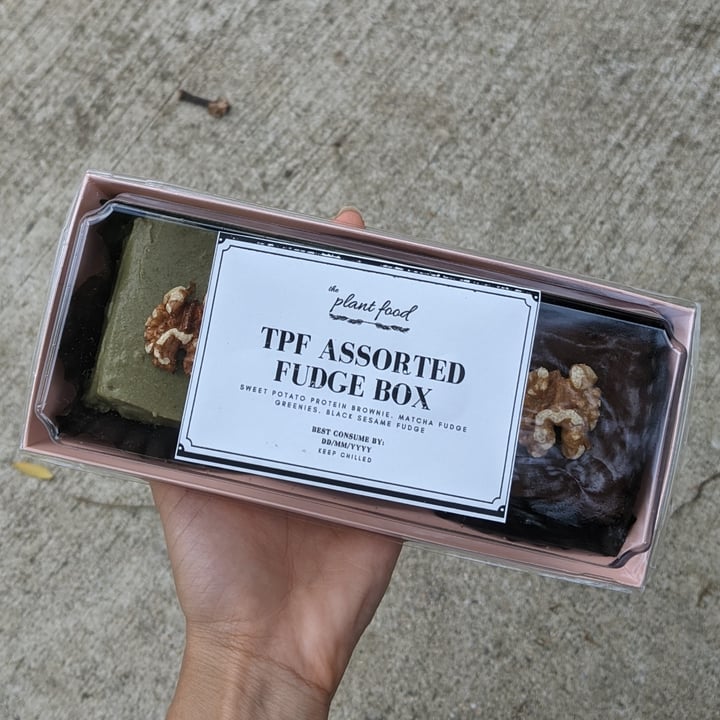 the
plant food
TPF ASSORTED
FUDGE BOX
SWEET POTATO PROTEIN BROWNIE, MATCHA FUDGE
GREENIES, BLACK SESAME FUDGE
BEST CONSUME BY:
DD/MM/YYYY
KEEP CHILLED